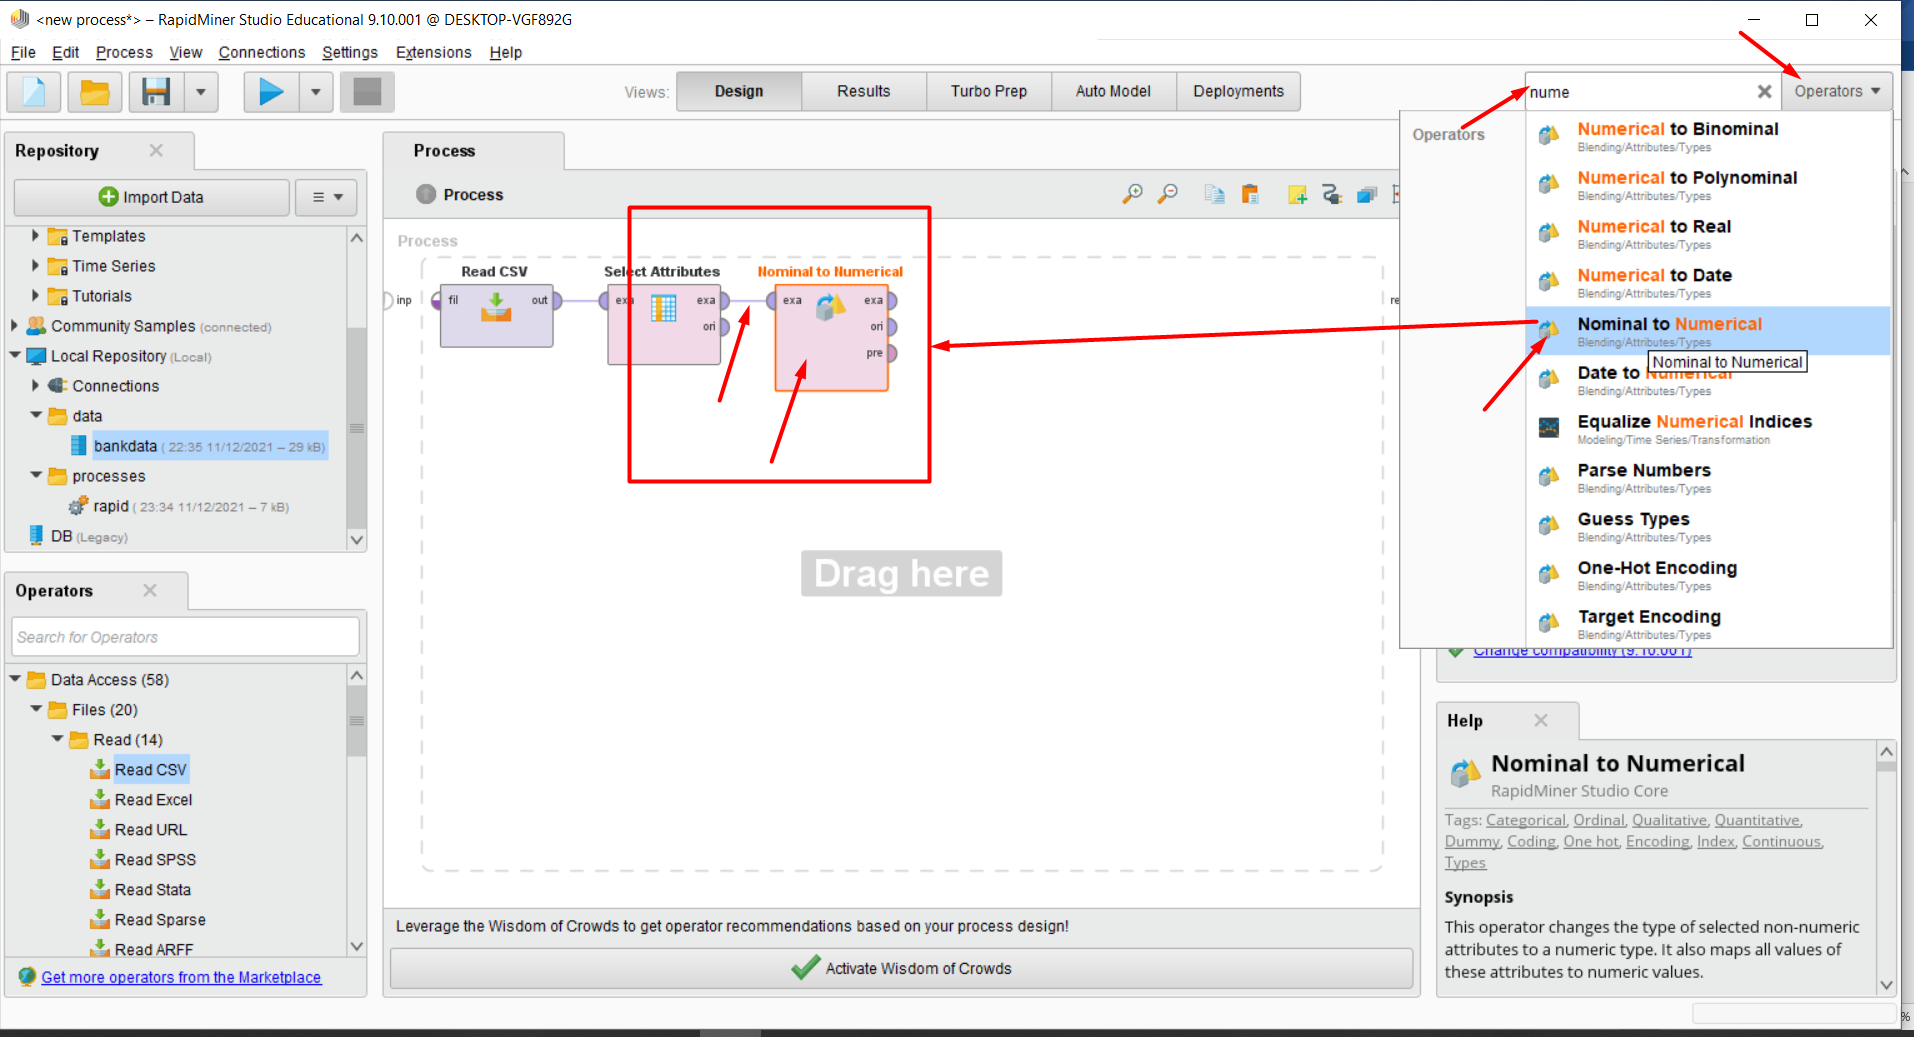 <new process*> – RapidMiner Studio Educational 9.10.001 @ DESKTOP-VGF892G
File Edit Process View Connections Settings Extensions Help
Views: Design Results Turbo Prep Auto Model Deployments
nume
Operators
Repository
Import Data
Templates
Time Series
Tutorials
Community Samples (connected)
Local Repository (Local)
Connections
data
bankdata ( 22:35 11/12/2021 – 29 kB)
processes
rapid ( 23:34 11/12/2021 – 7 kB)
DB (Legacy)
Operators
Search for Operators
Data Access (58)
Files (20)
Read (14)
Read CSV
Read Excel
Read URL
Read SPSS
Read Stata
Read Sparse
Read ARFF
Get more operators from the Marketplace
Process
Process
Process
Read CSV
Select Attributes
Nominal to Numerical
inp
fil out
exa exa
ori
exa exa
ori
pre
re
Drag here
Leverage the Wisdom of Crowds to get operator recommendations based on your process design!
Activate Wisdom of Crowds
Operators
Numerical to Binominal
Blending/Attributes/Types
Numerical to Polynominal
Blending/Attributes/Types
Numerical to Real
Blending/Attributes/Types
Numerical to Date
Blending/Attributes/Types
Nominal to Numerical
Blending/Attributes/Types
Nominal to Numerical
Date to Numerical
Blending/Attributes/Types
Equalize Numerical Indices
Modeling/Time Series/Transformation
Parse Numbers
Blending/Attributes/Types
Guess Types
Blending/Attributes/Types
One-Hot Encoding
Blending/Attributes/Types
Target Encoding
Blending/Attributes/Types
Change compatibility (9.10.001)
Help
Nominal to Numerical
RapidMiner Studio Core
Tags: Categorical, Ordinal, Qualitative, Quantitative,
Dummy, Coding, One hot, Encoding, Index, Continuous,
Types
Synopsis
This operator changes the type of selected non-numeric
attributes to a numeric type. It also maps all values of
these attributes to numeric values.
%